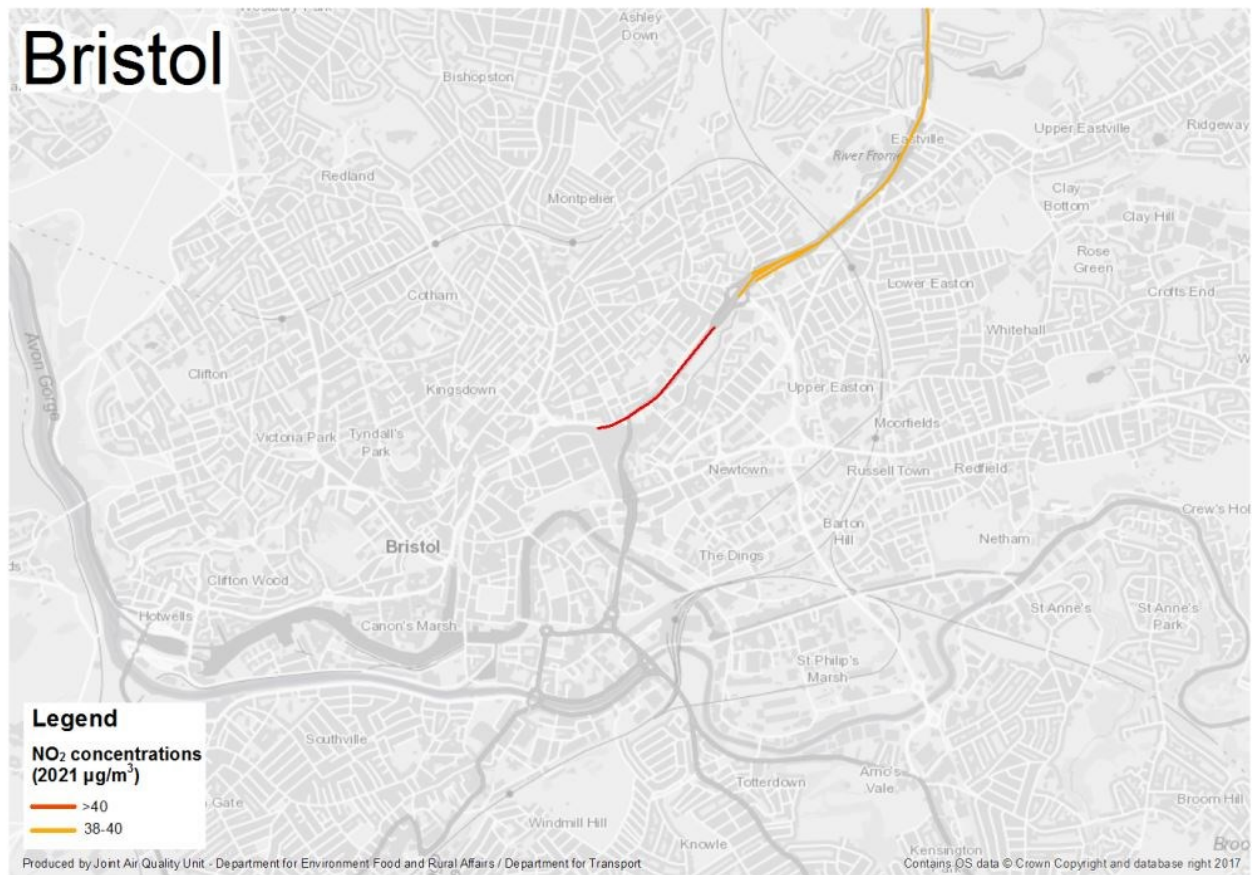 Bristol
Ashley
Down
Bishopston
Eastville
Upper Eastville
Ridgeway
River Frome
Redland
Montpelier
Clay
Bottom
Clay Hill
Rose
Green
Cotham
Lower Easton
Crofts End
Whitehall
Avon Gorge
Clifton
Kingsdown
Upper Easton
Victoria Park
Tyndall's
Park
Moorfields
Newtown
Russell Town
Redfield
Barton
Hill
Netham
Bristol
The Dings
Clifton Wood
St Anne's
St Anne's
Park
Hotwells
Canon's Marsh
St Philip's
Marsh
Legend
NO₂ concentrations
(2021 µg/m³)
>40
38-40
Southville
Totterdown
Arno's
Vale
Gate
Windmill Hill
Broom Hill
Knowle
Kensington
Produced by Joint Air Quality Unit - Department for Environment Food and Rural Affairs / Department for Transport
Contains OS data © Crown Copyright and database right 2017